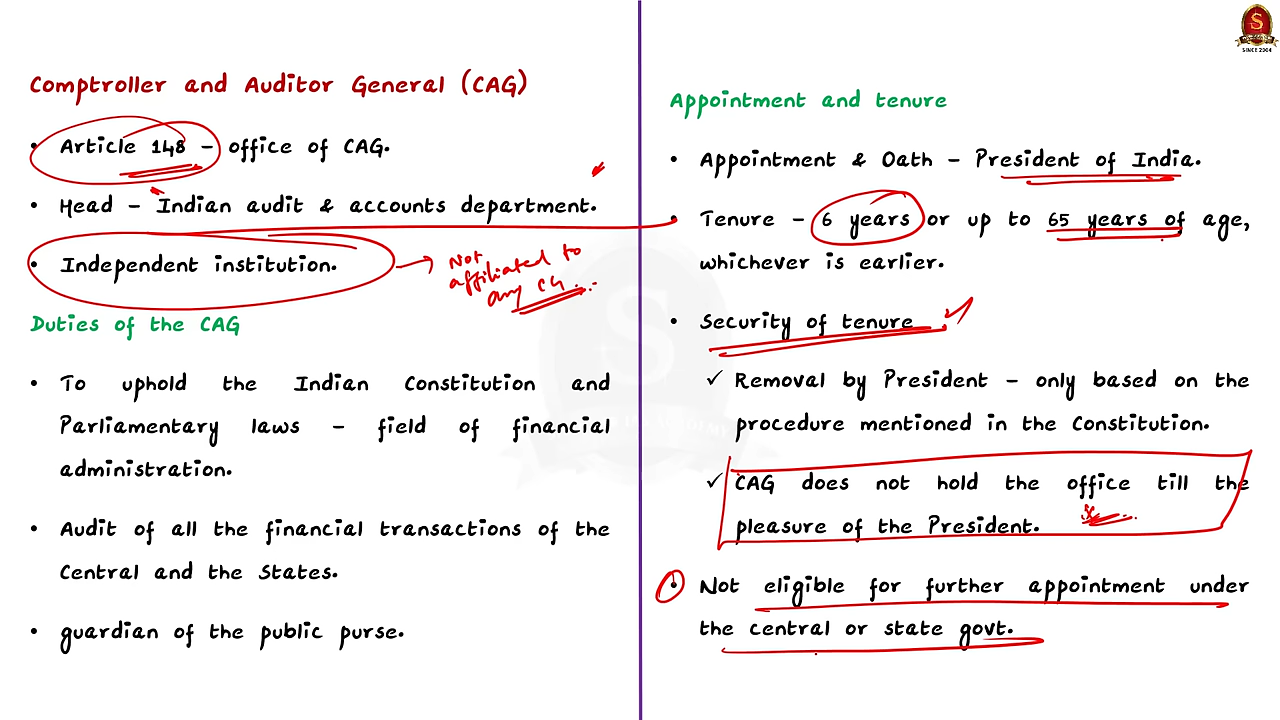 Comptroller and Auditor General (CAG)
• Article 148 – office of CAG.
• Head – Indian audit & accounts department.
• Independent institution.
Not
affiliated to
any CG...
Duties of the CAG
• To uphold the Indian Constitution and
Parliamentary laws – field of financial
administration.
• Audit of all the financial transactions of the
Central and the States.
• guardian of the public purse.
S
SINCE 2004
Appointment and tenure
• Appointment & Oath – President of India.
• Tenure – 6 years or up to 65 years of age,
whichever is earlier.
• Security of tenure
✓ Removal by President – only based on the
procedure mentioned in the Constitution.
✓ CAG does not hold the office till the
pleasure of the President.
• Not eligible for further appointment under
the central or state govt.